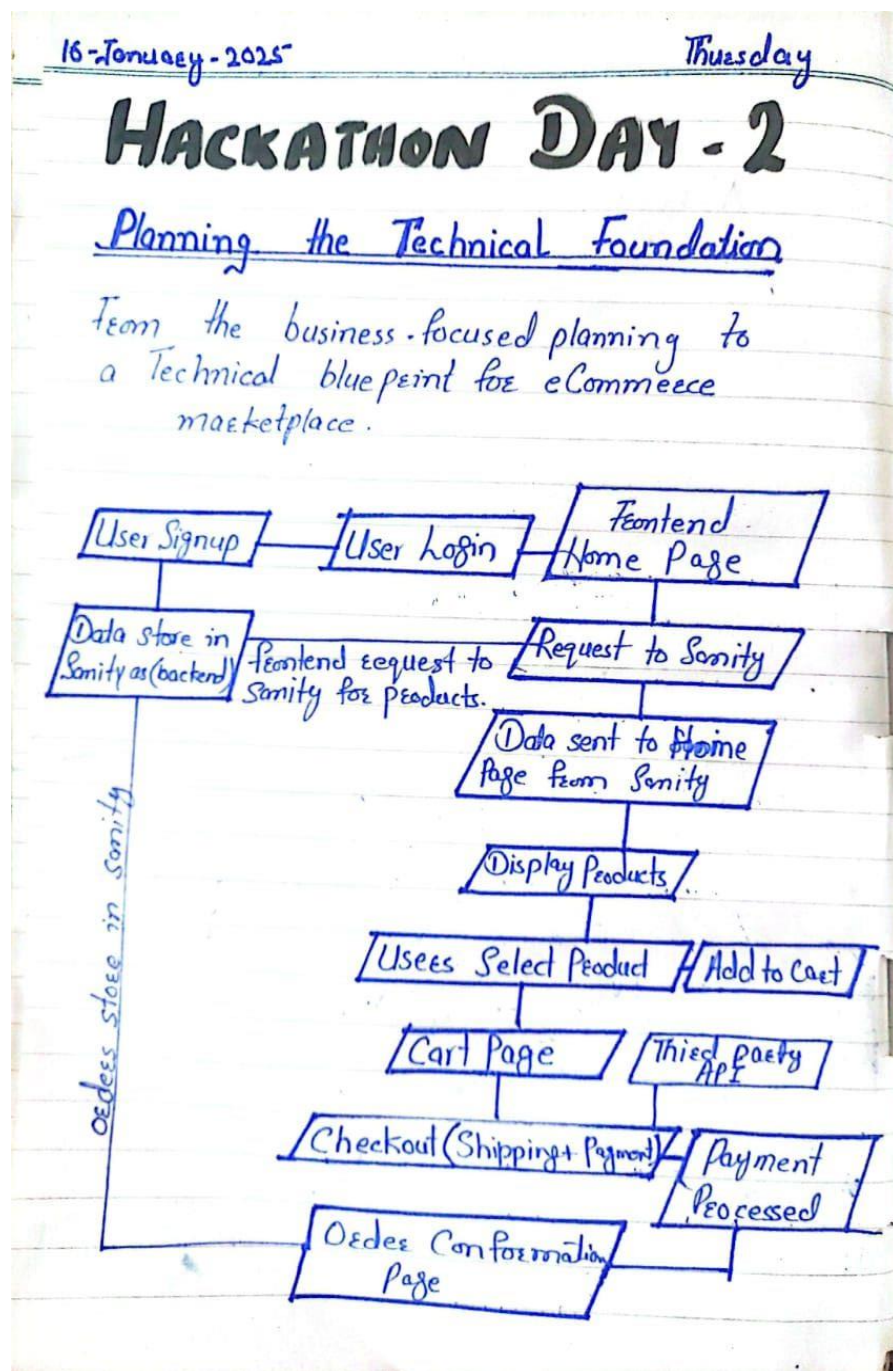 16-January-2025 Thursday
HACKATHON DAY - 2
Planning the Technical Foundation
From the business-focused planning to
a Technical blueprint for eCommerce
marketplace.
User Signup
User Login
Frontend
Home Page
Data store in
Sanity as (backend)
frontend request to
Sanity for products.
Request to Sanity
Data sent to Home
Page from Sanity
Display Products
Users Select Product
Add to Cart
Cart Page
Third party
API
Checkout (Shipping + Payment)
Payment
Processed
Order Conformation
Page
Orders store in Sanity